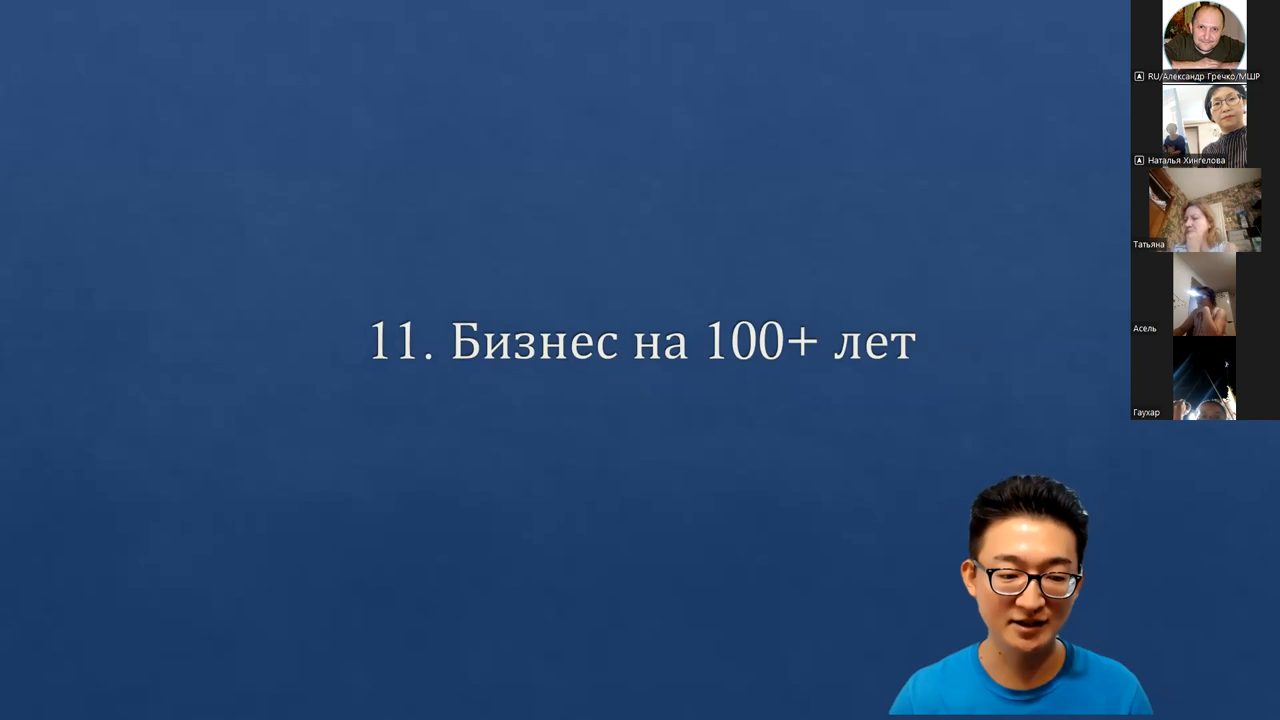 11. Бизнес на 100+ лет
RU/Александр Гречко/МШР
Наталья Хингелова
Татьяна
Асель
Гаухар